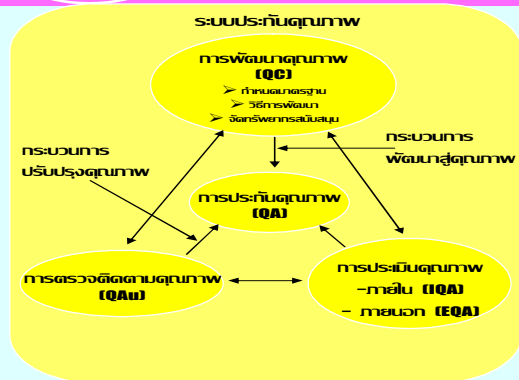 ระบบประกันคุณภาพ
การพัฒนาคุณภาพ
(QC)
➢ กำหนดมาตรฐาน
➢ วิธีการพัฒนา
➢ จัดทรัพยากรสนับสนุน
กระบวนการ
ปรับปรุงคุณภาพ
กระบวนการ
พัฒนาสู่คุณภาพ
การประกันคุณภาพ
(QA)
การตรวจติดตามคุณภาพ
(QAu)
การประเมินคุณภาพ
-ภายใน (IQA)
- ภายนอก (EQA)